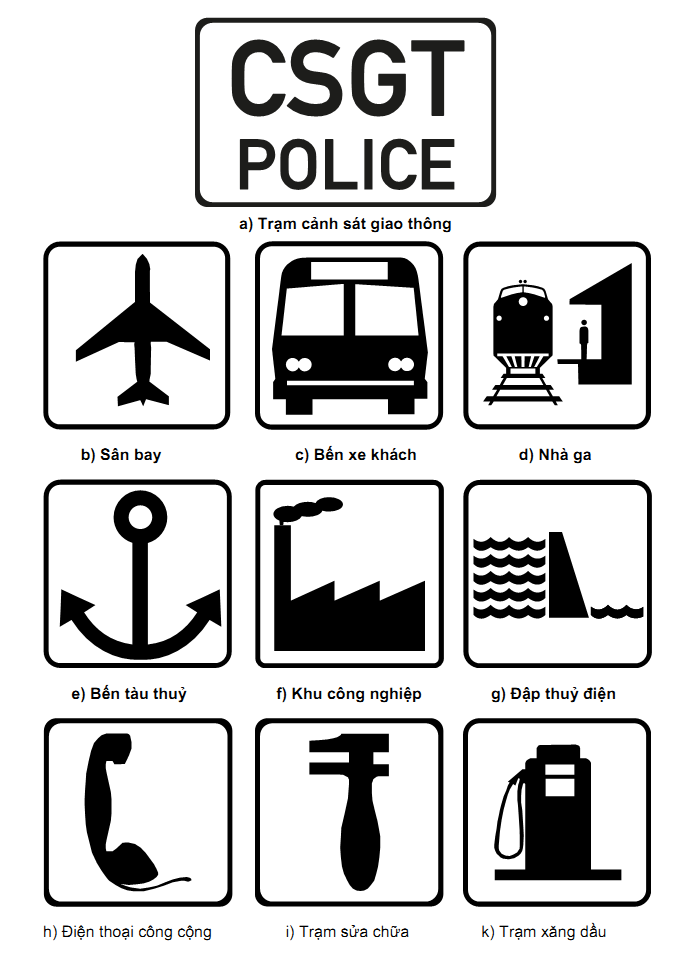 CSGT
POLICE
a) Trạm cảnh sát giao thông
b) Sân bay
c) Bến xe khách
d) Nhà ga
e) Bến tàu thuỷ
f) Khu công nghiệp
g) Đập thuỷ điện
h) Điện thoại công cộng
i) Trạm sửa chữa
k) Trạm xăng dầu